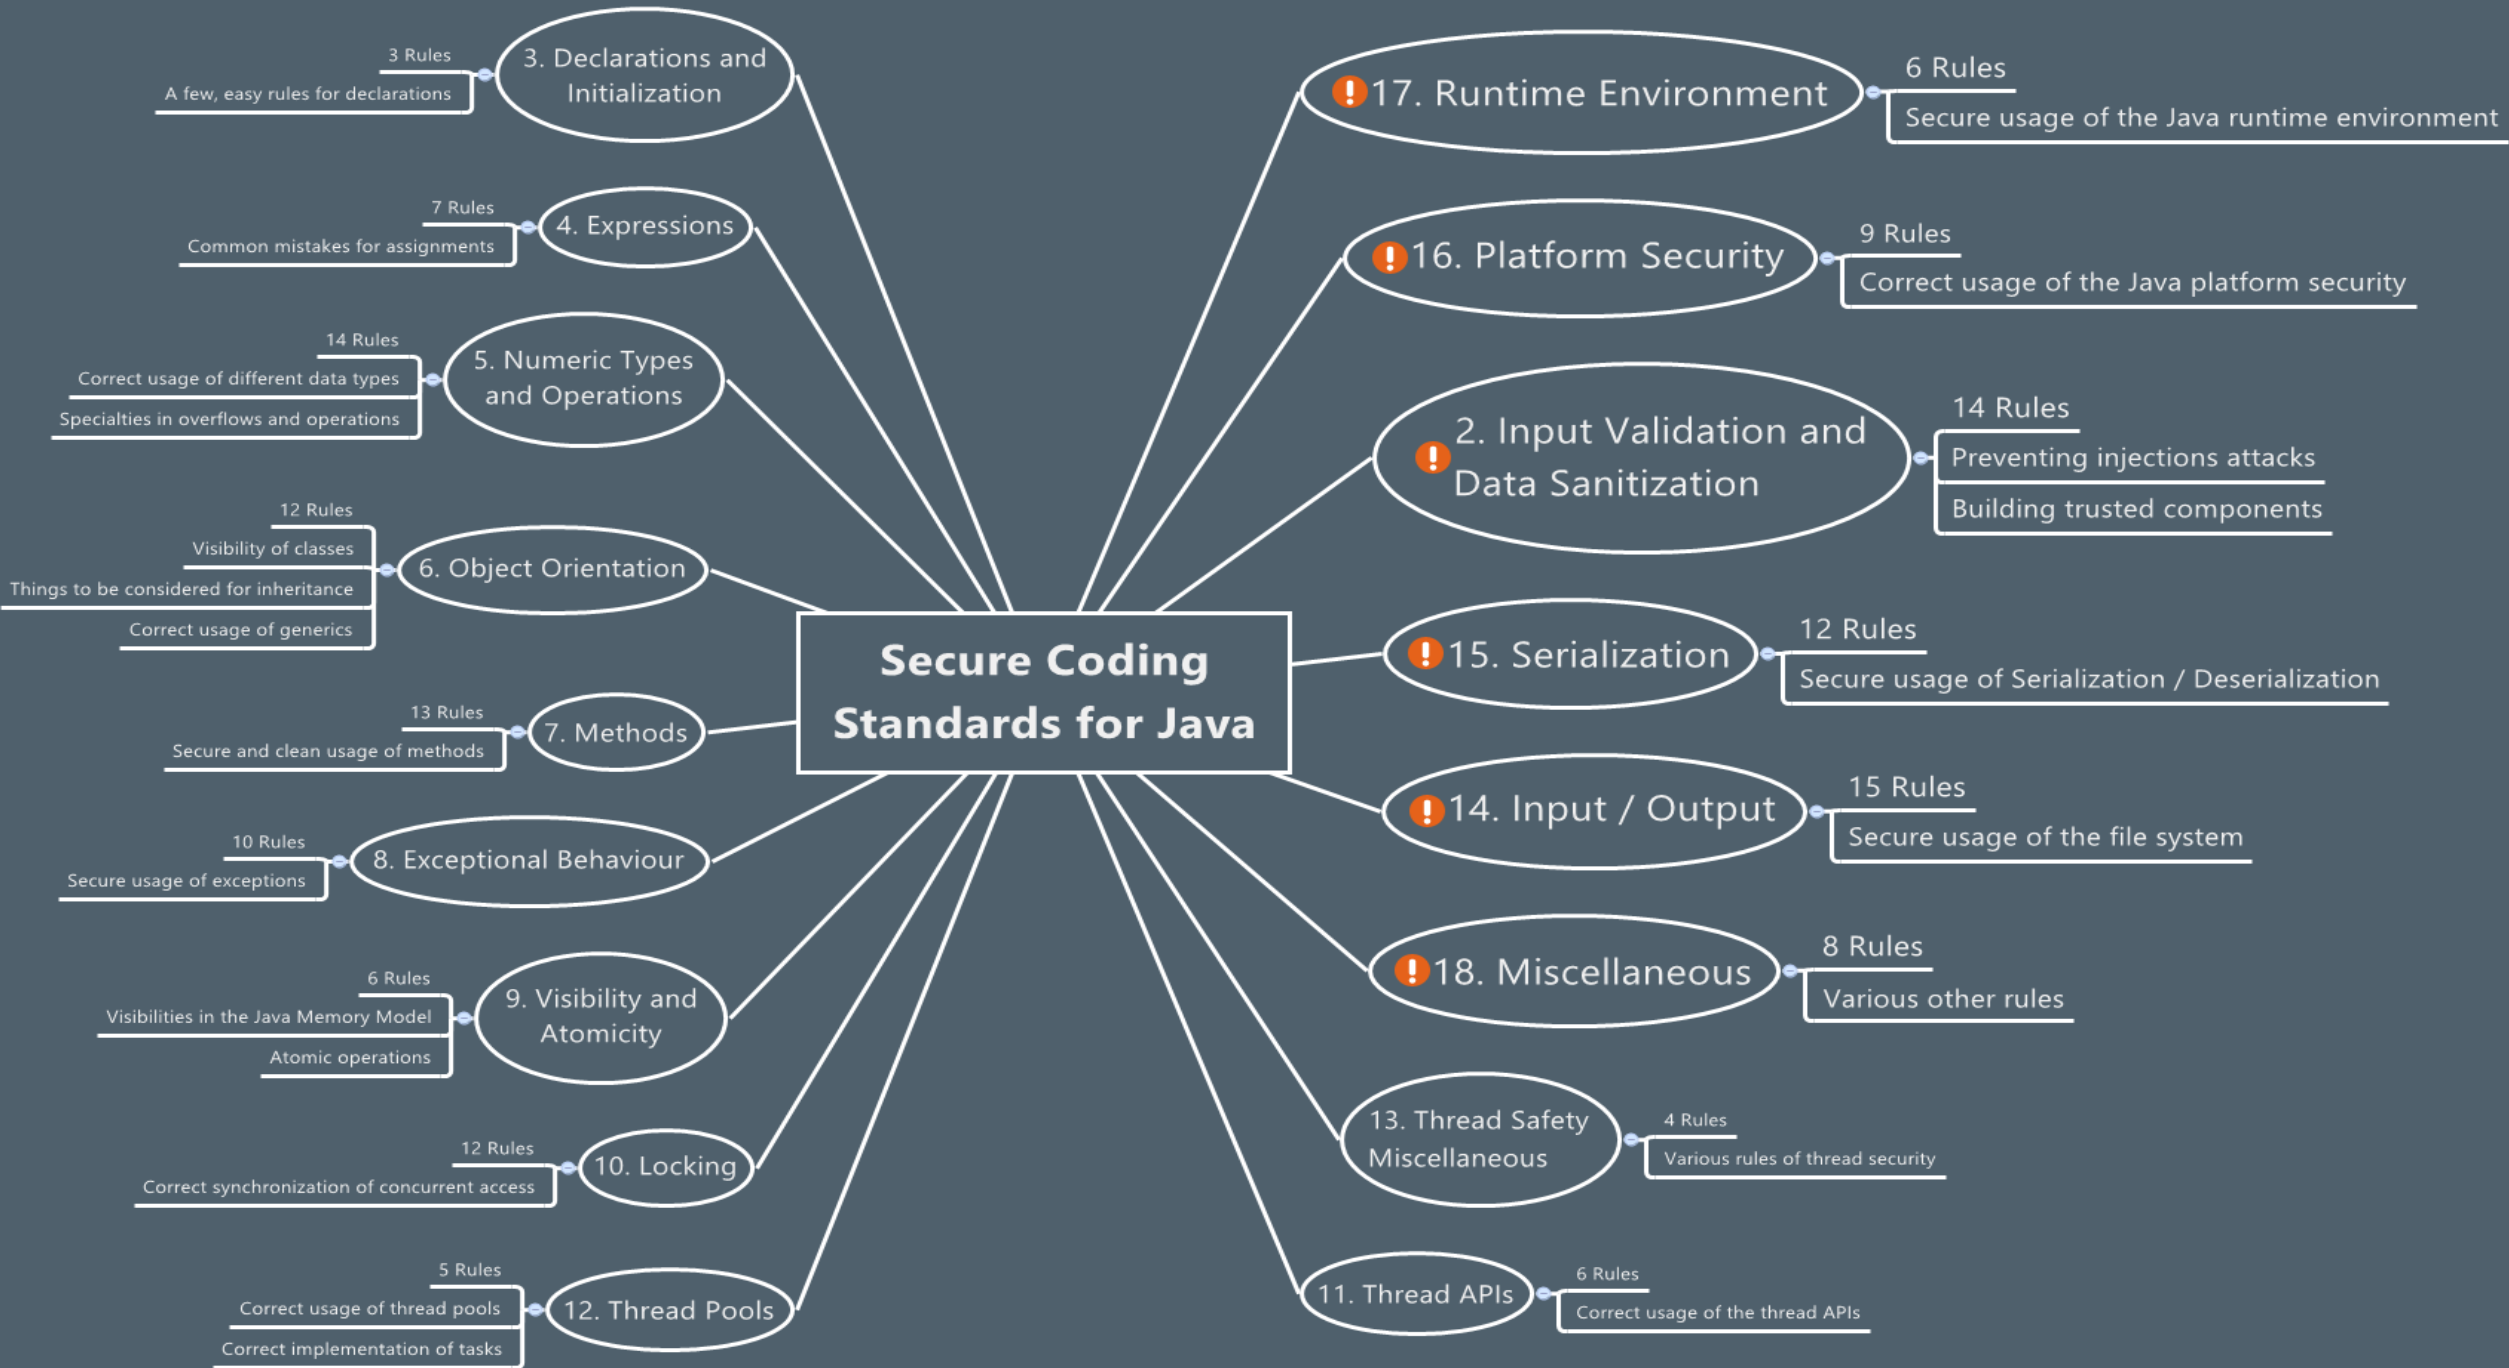 Secure Coding
Standards for Java
3. Declarations and
Initialization
3 Rules
A few, easy rules for declarations
4. Expressions
7 Rules
Common mistakes for assignments
5. Numeric Types
and Operations
14 Rules
Correct usage of different data types
Specialties in overflows and operations
6. Object Orientation
12 Rules
Visibility of classes
Things to be considered for inheritance
Correct usage of generics
7. Methods
13 Rules
Secure and clean usage of methods
8. Exceptional Behaviour
10 Rules
Secure usage of exceptions
9. Visibility and
Atomicity
6 Rules
Visibilities in the Java Memory Model
Atomic operations
10. Locking
12 Rules
Correct synchronization of concurrent access
12. Thread Pools
5 Rules
Correct usage of thread pools
Correct implementation of tasks
17. Runtime Environment
6 Rules
Secure usage of the Java runtime environment
16. Platform Security
9 Rules
Correct usage of the Java platform security
2. Input Validation and
Data Sanitization
14 Rules
Preventing injections attacks
Building trusted components
15. Serialization
12 Rules
Secure usage of Serialization / Deserialization
14. Input / Output
15 Rules
Secure usage of the file system
18. Miscellaneous
8 Rules
Various other rules
13. Thread Safety
Miscellaneous
4 Rules
Various rules of thread security
11. Thread APIs
6 Rules
Correct usage of the thread APIs